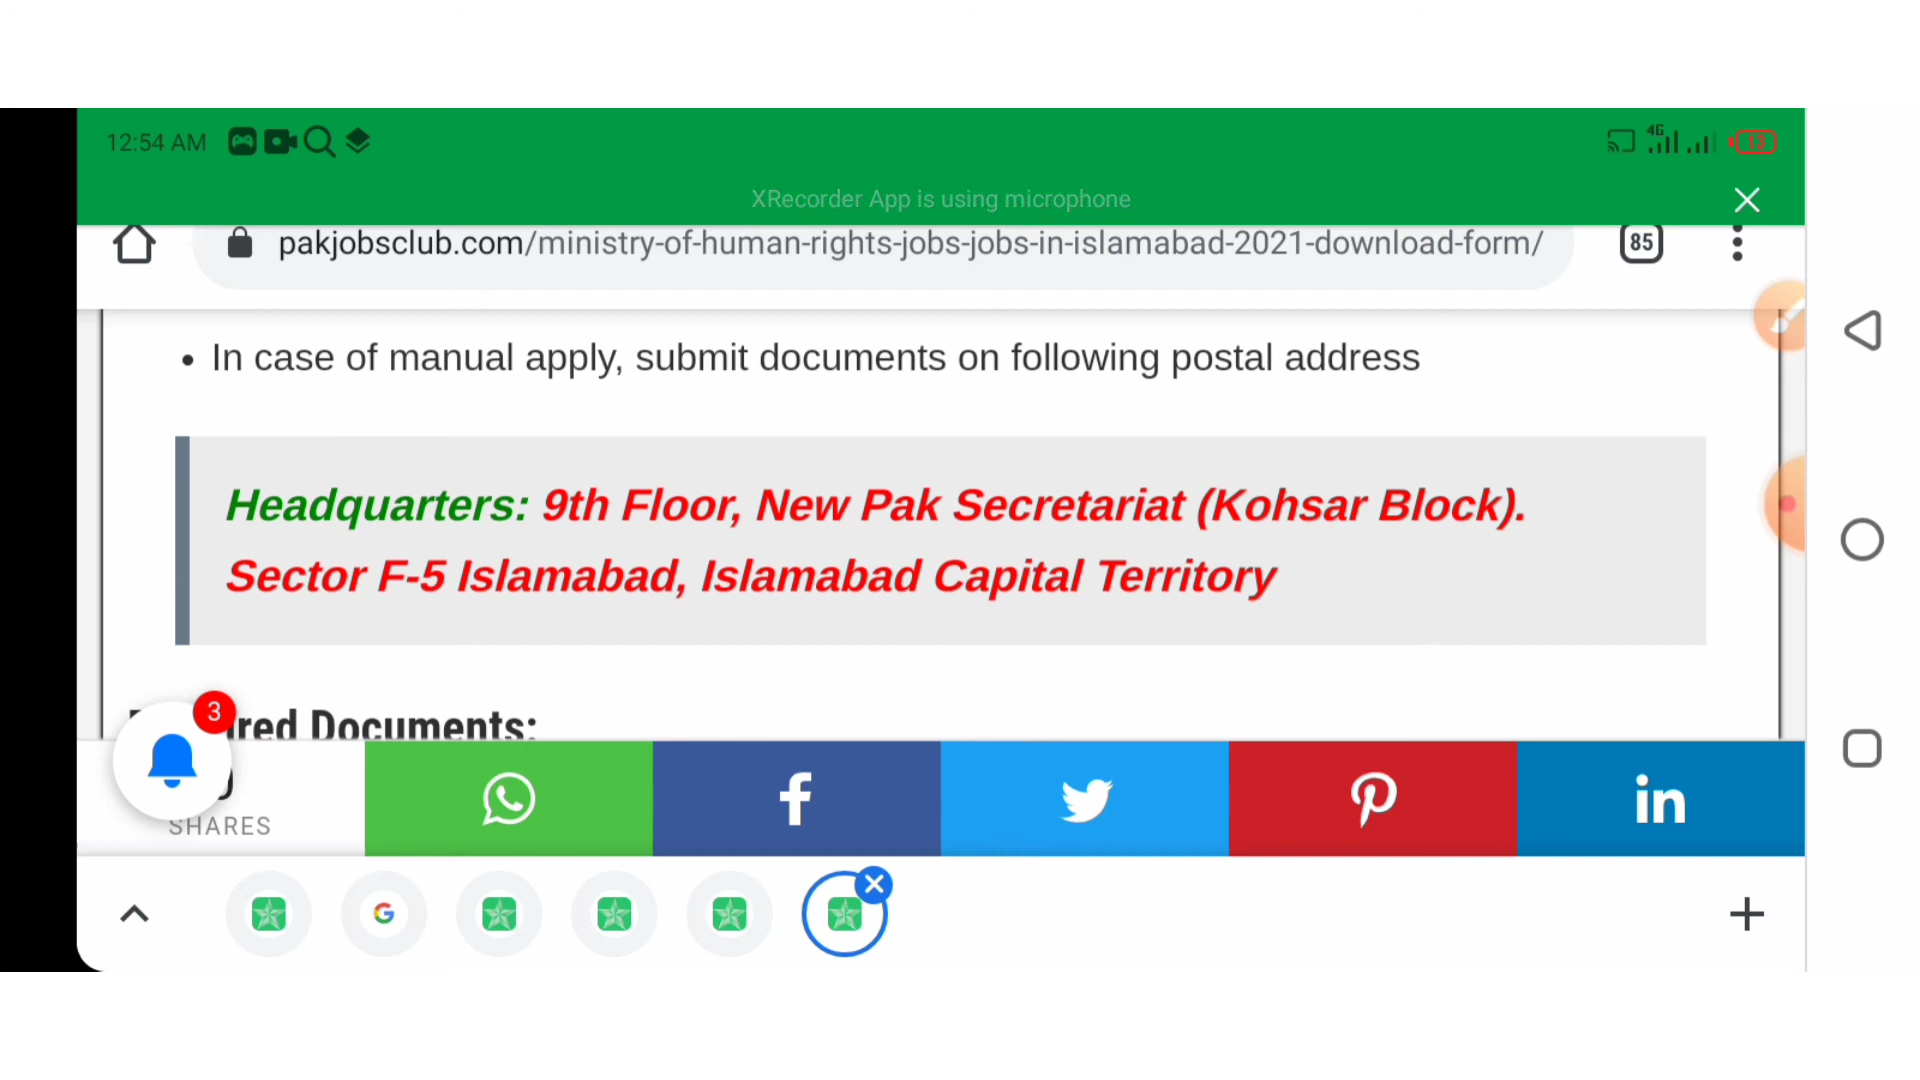 12:54 AM
4G
13
XRecorder App is using microphone
pakjobsclub.com/ministry-of-human-rights-jobs-jobs-in-islamabad-2021-download-form/
85
• In case of manual apply, submit documents on following postal address
Headquarters: 9th Floor, New Pak Secretariat (Kohsar Block).
Sector F-5 Islamabad, Islamabad Capital Territory
Documents:
3
SHARES